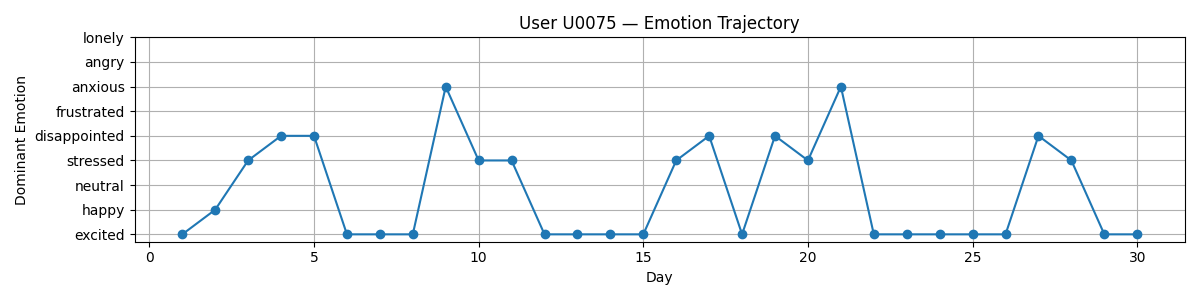 User U0075 — Emotion Trajectory
Dominant Emotion
lonely
angry
anxious
frustrated
disappointed
stressed
neutral
happy
excited
0 5 10 15 20 25 30
Day